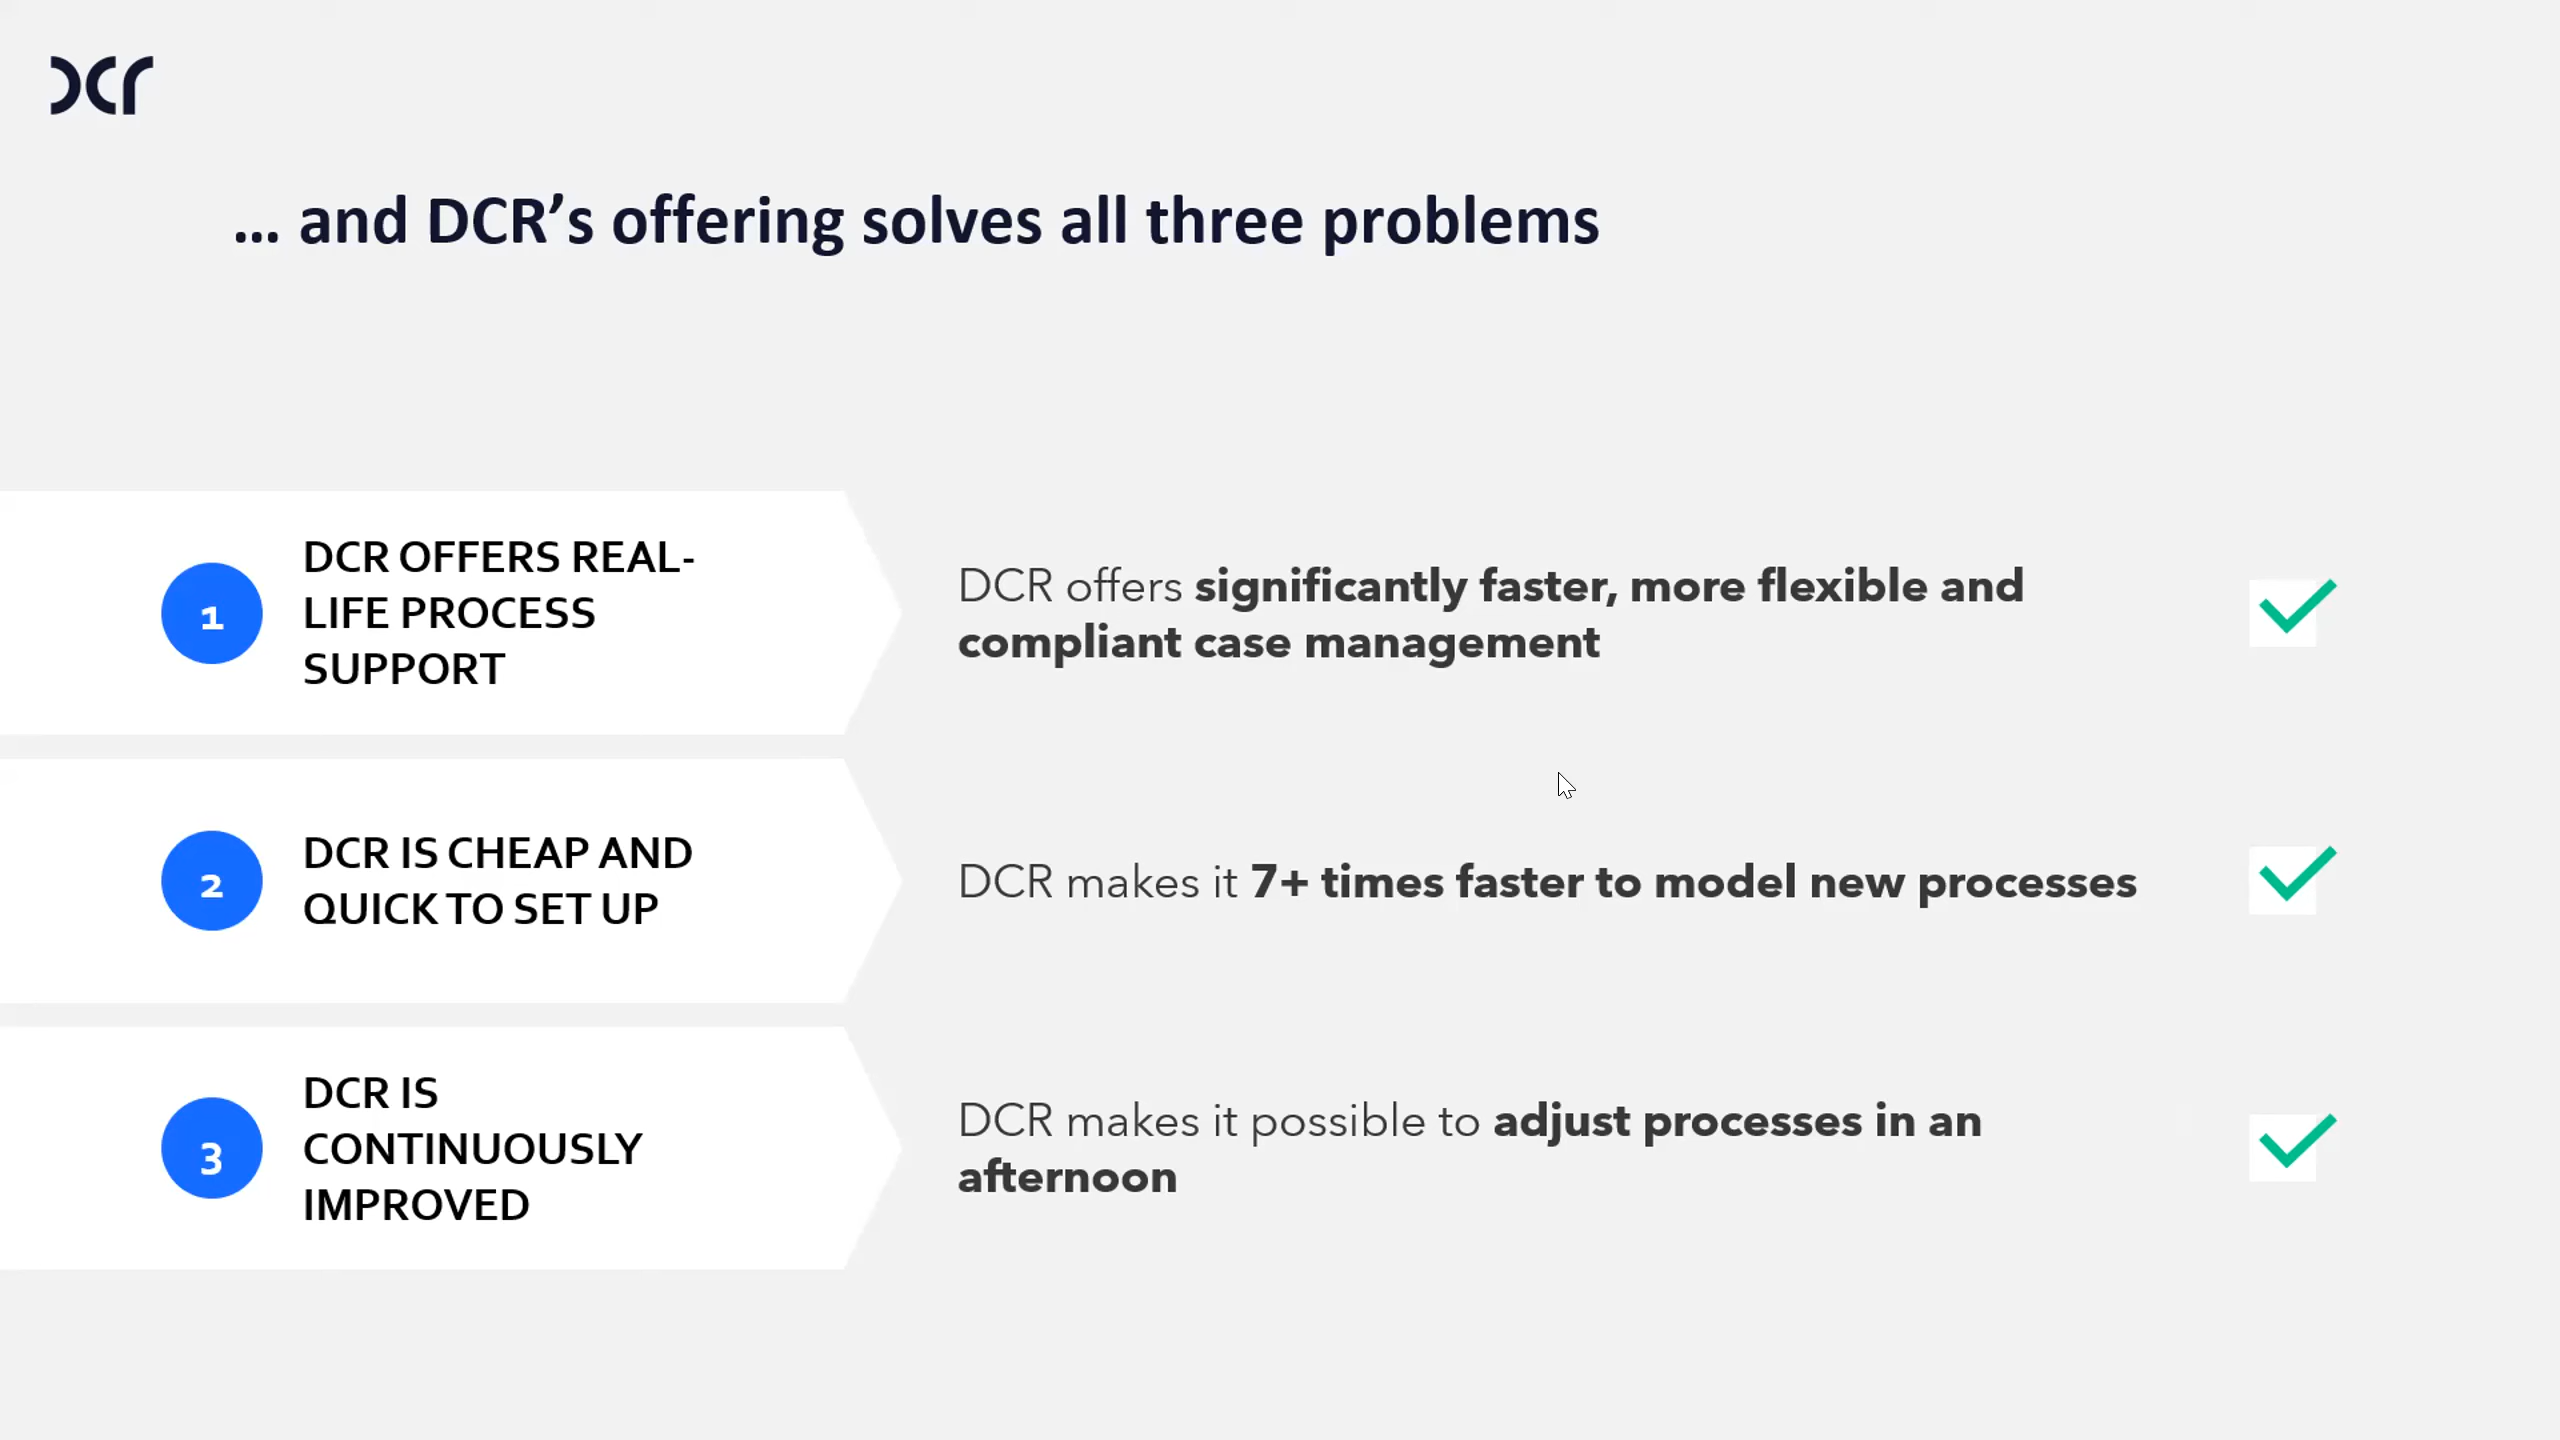 DCR
… and DCR’s offering solves all three problems
1
DCR OFFERS REAL-
LIFE PROCESS
SUPPORT
DCR offers significantly faster, more flexible and
compliant case management
2
DCR IS CHEAP AND
QUICK TO SET UP
DCR makes it 7+ times faster to model new processes
3
DCR IS
CONTINUOUSLY
IMPROVED
DCR makes it possible to adjust processes in an
afternoon